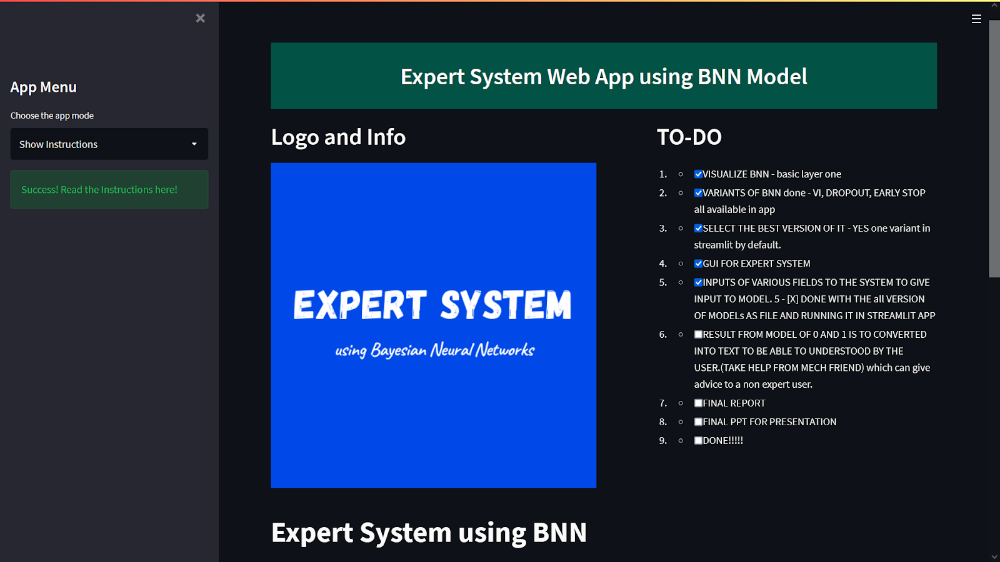 App Menu
Choose the app mode
Show Instructions
Success! Read the Instructions here!
Expert System Web App using BNN Model
Logo and Info
EXPERT SYSTEM
using Bayesian Neural Networks
TO-DO
1. VISUALIZE BNN - basic layer one
2. VARIANTS OF BNN done - VI, DROPOUT, EARLY STOP
all available in app
3. SELECT THE BEST VERSION OF IT - YES one variant in
streamlit by default.
4. GUI FOR EXPERT SYSTEM
5. INPUTS OF VARIOUS FIELDS TO THE SYSTEM TO GIVE
INPUT TO MODEL. 5 - [X] DONE WITH THE all VERSION
OF MODELs AS FILE AND RUNNING IT IN STREAMLIT APP
6. RESULT FROM MODEL OF 0 AND 1 IS TO CONVERTED
INTO TEXT TO BE ABLE TO UNDERSTOOD BY THE
USER.(TAKE HELP FROM MECH FRIEND) which can give
advice to a non expert user.
7. FINAL REPORT
8. FINAL PPT FOR PRESENTATION
9. DONE!!!!!
Expert System using BNN